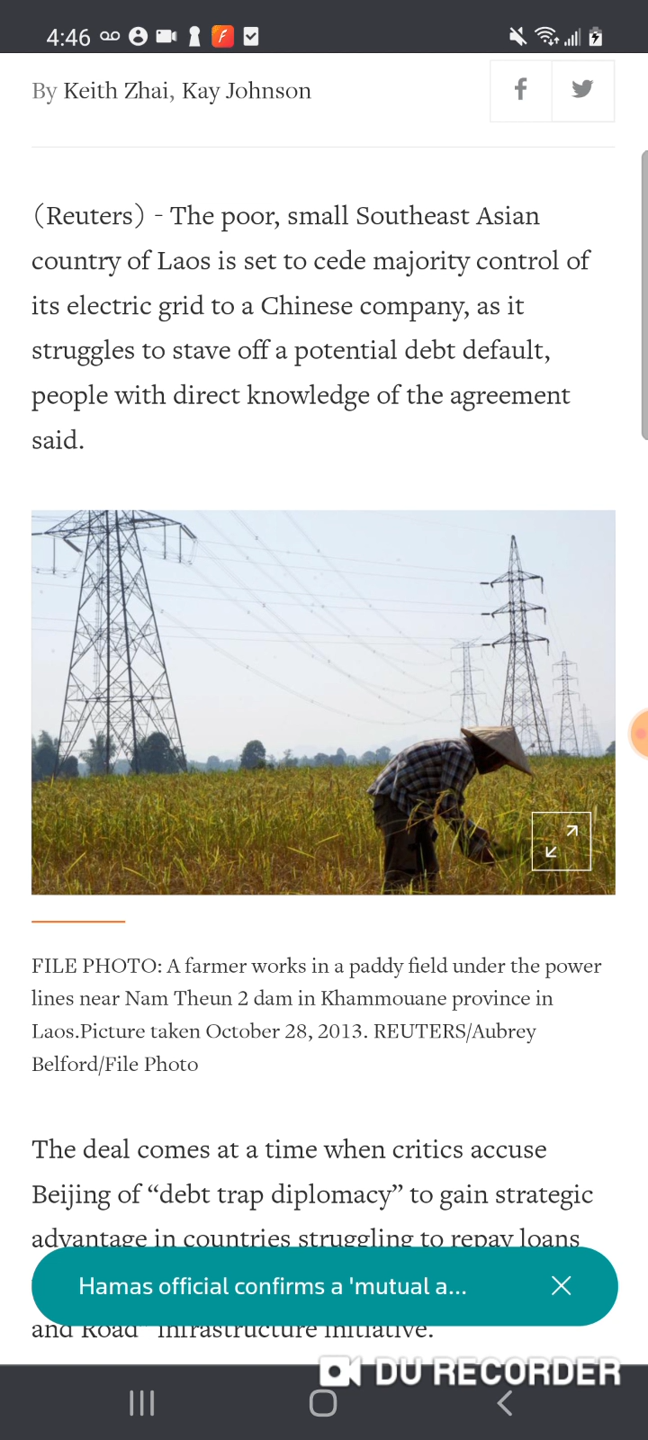 4:46
By Keith Zhai, Kay Johnson
(Reuters) - The poor, small Southeast Asian
country of Laos is set to cede majority control of
its electric grid to a Chinese company, as it
struggles to stave off a potential debt default,
people with direct knowledge of the agreement
said.
FILE PHOTO: A farmer works in a paddy field under the power
lines near Nam Theun 2 dam in Khammouane province in
Laos.Picture taken October 28, 2013. REUTERS/Aubrey
Belford/File Photo
The deal comes at a time when critics accuse
Beijing of “debt trap diplomacy” to gain strategic
advantage in countries struggling to repay loans
Hamas official confirms a 'mutual a...
and Road” infrastructure initiative.
DU RECORDER